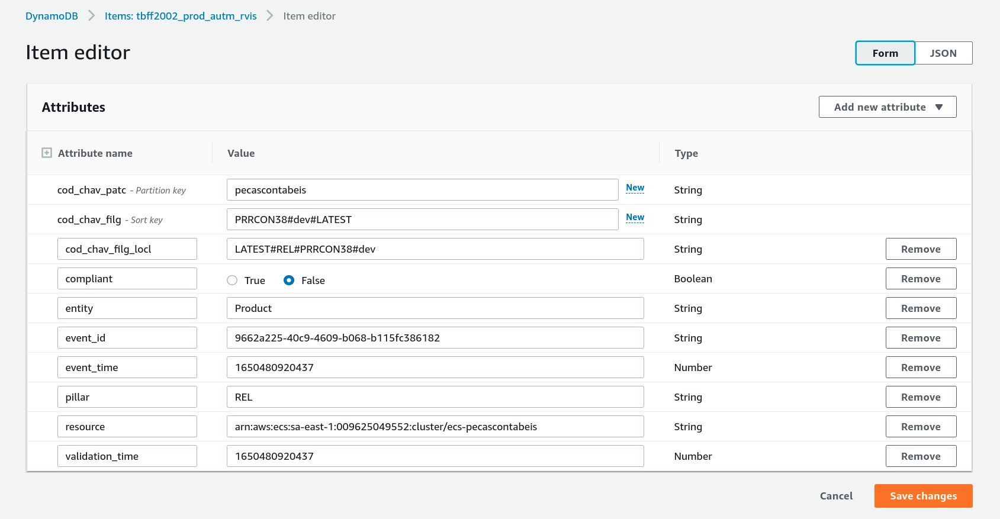 DynamoDB > Items: tbff2002_prod_autm_rvis > Item editor
Item editor
Form JSON
Attributes
Add new attribute ▼
Attribute name Value Type
cod_chav_patc - Partition key pecascontabeis New String
cod_chav_filg - Sort key PRRCON38#dev#LATEST New String
cod_chav_filg_locl LATEST#REL#PRRCON38#dev String Remove
compliant True False Boolean Remove
entity Product String Remove
event_id 9662a225-40c9-4609-b068-b115fc386182 String Remove
event_time 1650480920437 Number Remove
pillar REL String Remove
resource arn:aws:ecs:sa-east-1:009625049552:cluster/ecs-pecascontabeis String Remove
validation_time 1650480920437 Number Remove
Cancel Save changes